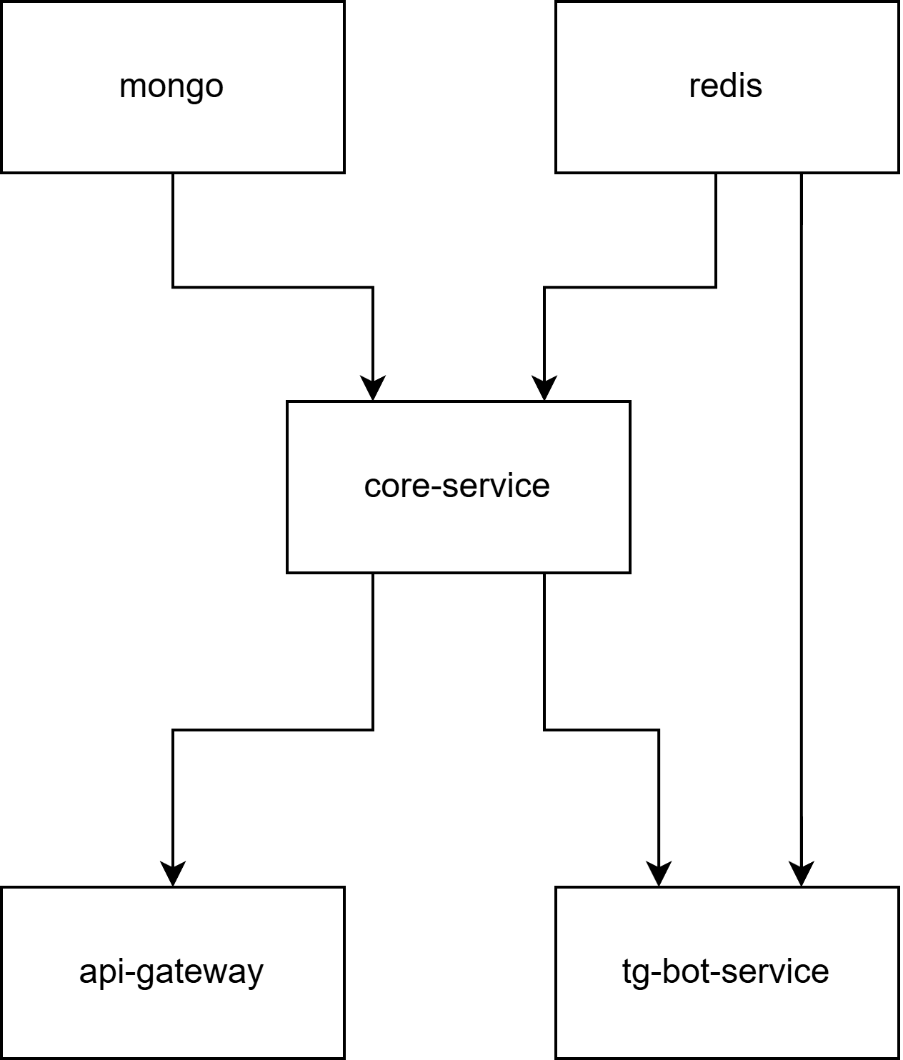 mongo
redis
core-service
api-gateway
tg-bot-service